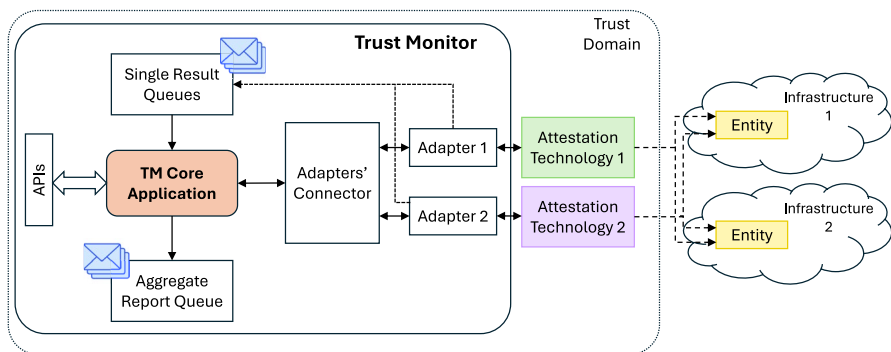 Trust Monitor
Trust
Domain
Single Result
Queues
APIs
TM Core
Application
Adapters'
Connector
Adapter 1
Adapter 2
Attestation
Technology 1
Attestation
Technology 2
Aggregate
Report Queue
Infrastructure
1
Entity
Infrastructure
2
Entity